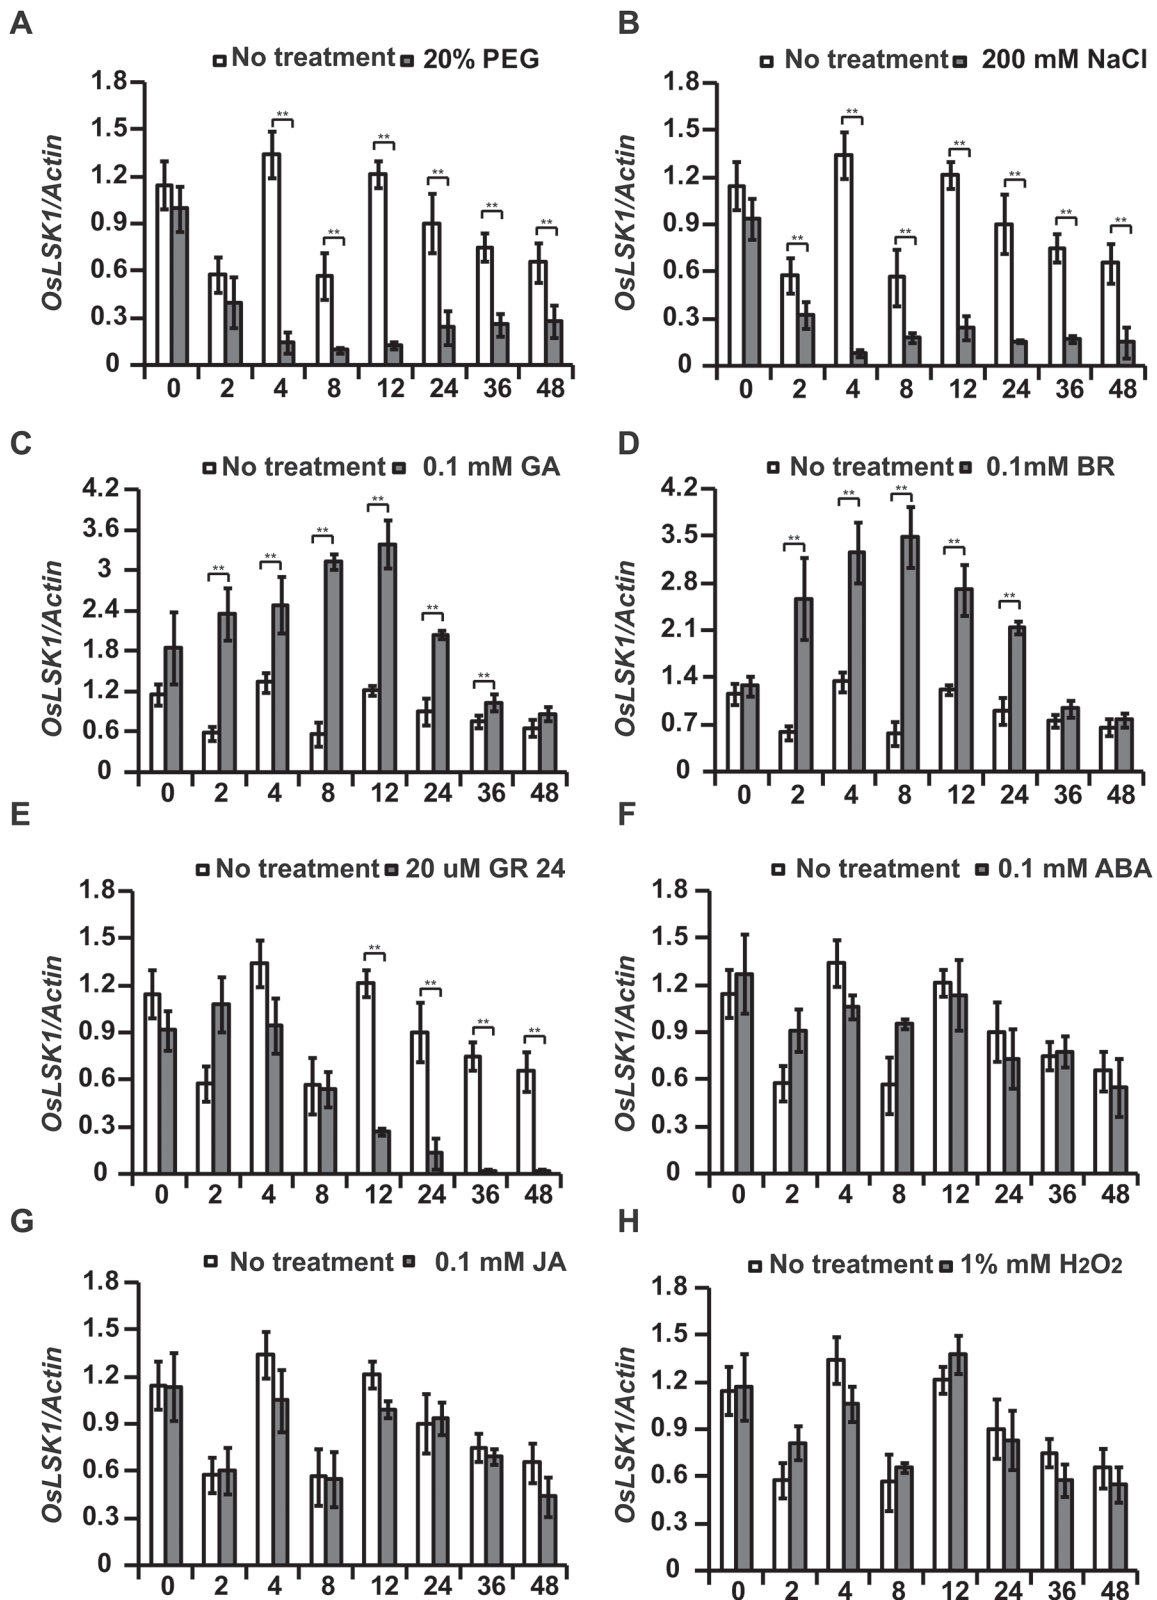 A
B
No treatment 20% PEG
No treatment 200 mM NaCl
OsLSK1/Actin
1.8
1.5
1.2
0.9
0.6
0.3
0
** ** ** ** ** **
0 2 4 8 12 24 36 48
OsLSK1/Actin
1.8
1.5
1.2
0.9
0.6
0.3
0
** ** ** ** ** ** **
0 2 4 8 12 24 36 48
C
D
No treatment 0.1 mM GA
No treatment 0.1mM BR
OsLSK1/Actin
4.2
3.6
3
2.4
1.8
1.2
0.6
0
** ** ** ** ** **
0 2 4 8 12 24 36 48
OsLSK1/Actin
4.2
3.5
2.8
2.1
1.4
0.7
0
** ** ** ** **
0 2 4 8 12 24 36 48
E
F
No treatment 20 uM GR 24
No treatment 0.1 mM ABA
OsLSK1/Actin
1.8
1.5
1.2
0.9
0.6
0.3
0
** ** ** **
0 2 4 8 12 24 36 48
OsLSK1/Actin
1.8
1.5
1.2
0.9
0.6
0.3
0
0 2 4 8 12 24 36 48
G
H
No treatment 0.1 mM JA
No treatment 1% mM H2O2
OsLSK1/Actin
1.8
1.5
1.2
0.9
0.6
0.3
0
0 2 4 8 12 24 36 48
OsLSK1/Actin
1.8
1.5
1.2
0.9
0.6
0.3
0
0 2 4 8 12 24 36 48